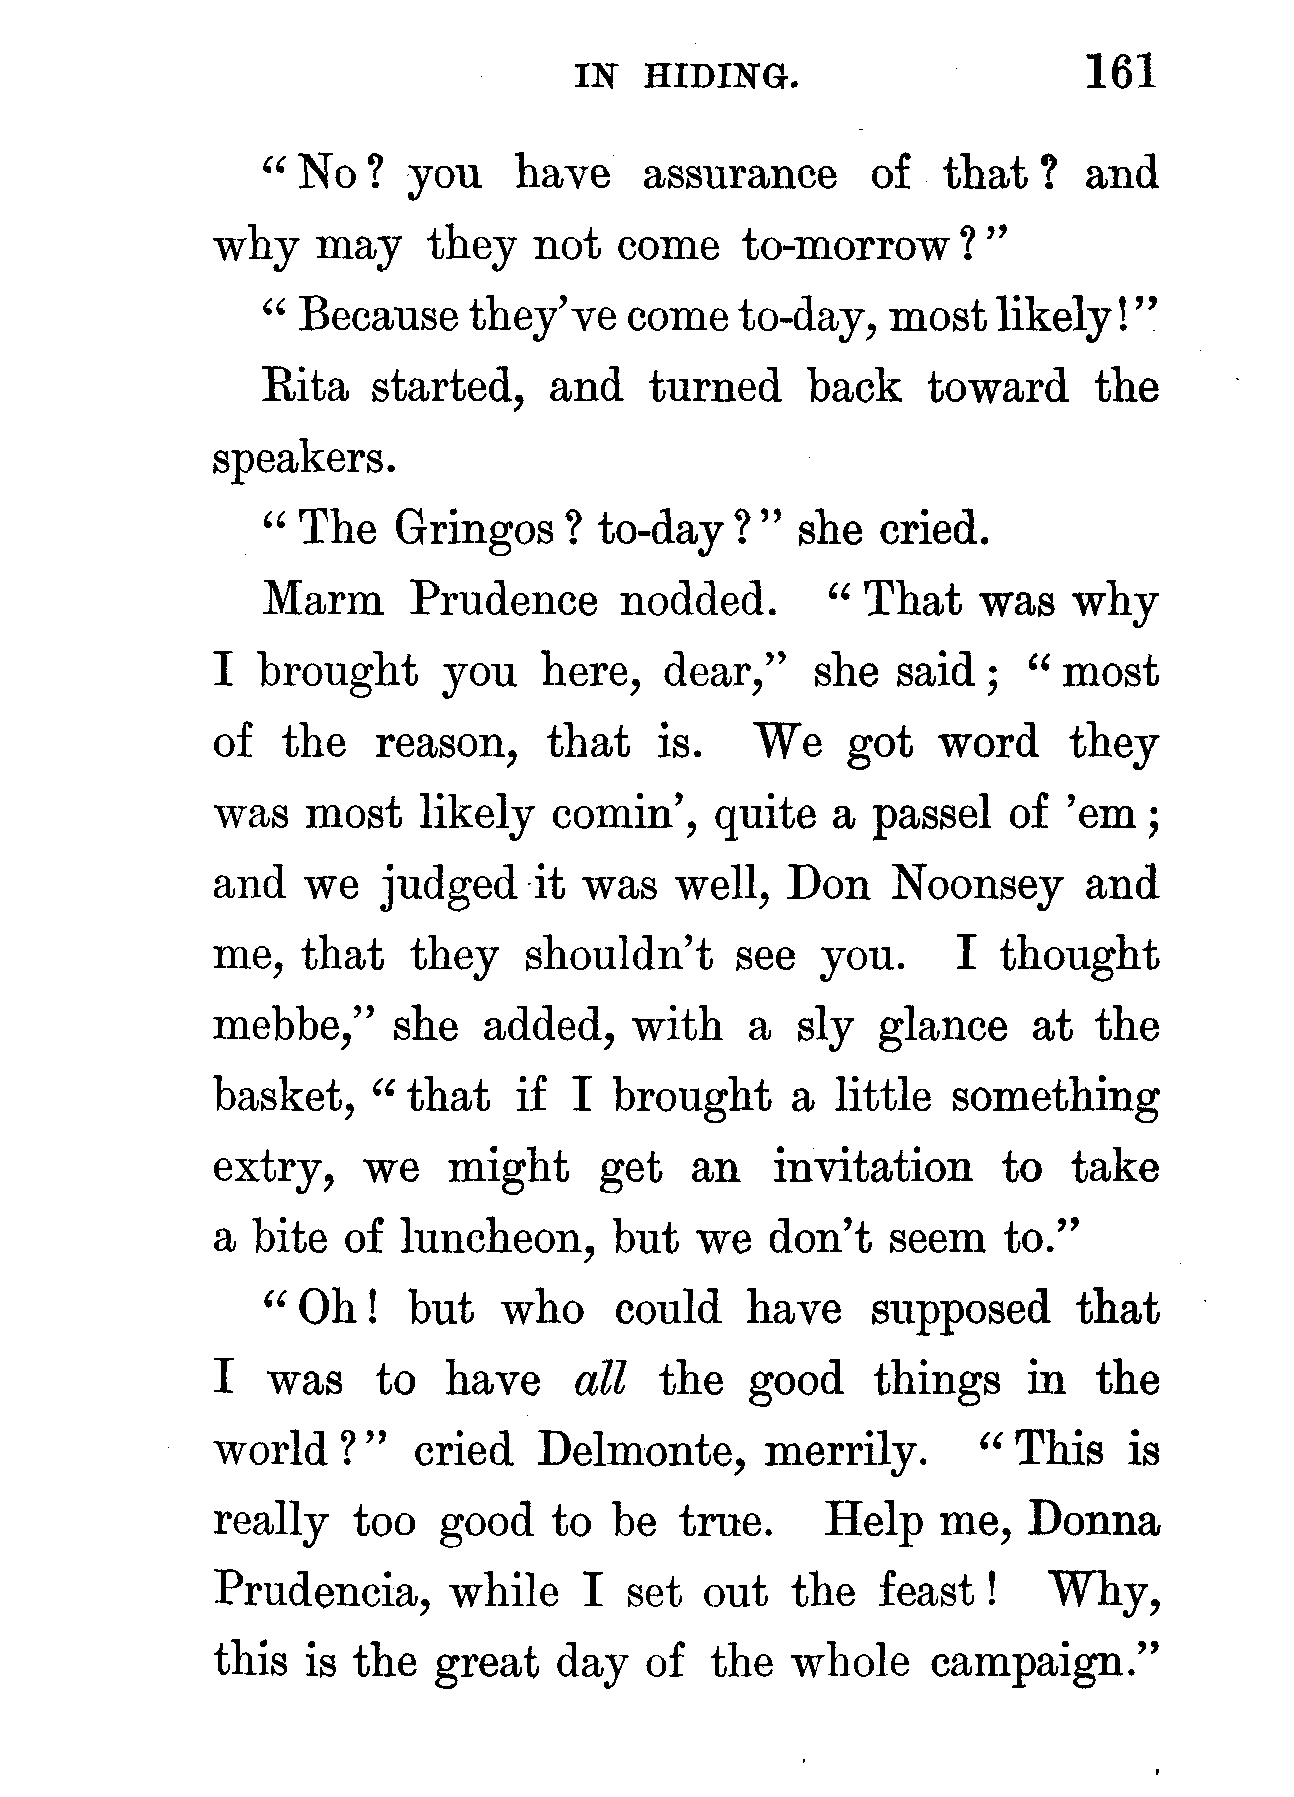 IN HIDING. 161
“No? you have assurance of that? and
why may they not come to-morrow?”
“Because they’ve come to-day, most likely!”
Rita started, and turned back toward the
speakers.
“The Gringos? to-day?” she cried.
Marm Prudence nodded. “That was why
I brought you here, dear,” she said; “most
of the reason, that is. We got word they
was most likely comin’, quite a passel of ’em;
and we judged it was well, Don Noonsey and
me, that they shouldn’t see you. I thought
mebbe,” she added, with a sly glance at the
basket, “that if I brought a little something
extry, we might get an invitation to take
a bite of luncheon, but we don’t seem to.”
“Oh! but who could have supposed that
I was to have all the good things in the
world?” cried Delmonte, merrily. “This is
really too good to be true. Help me, Donna
Prudencia, while I set out the feast! Why,
this is the great day of the whole campaign.”